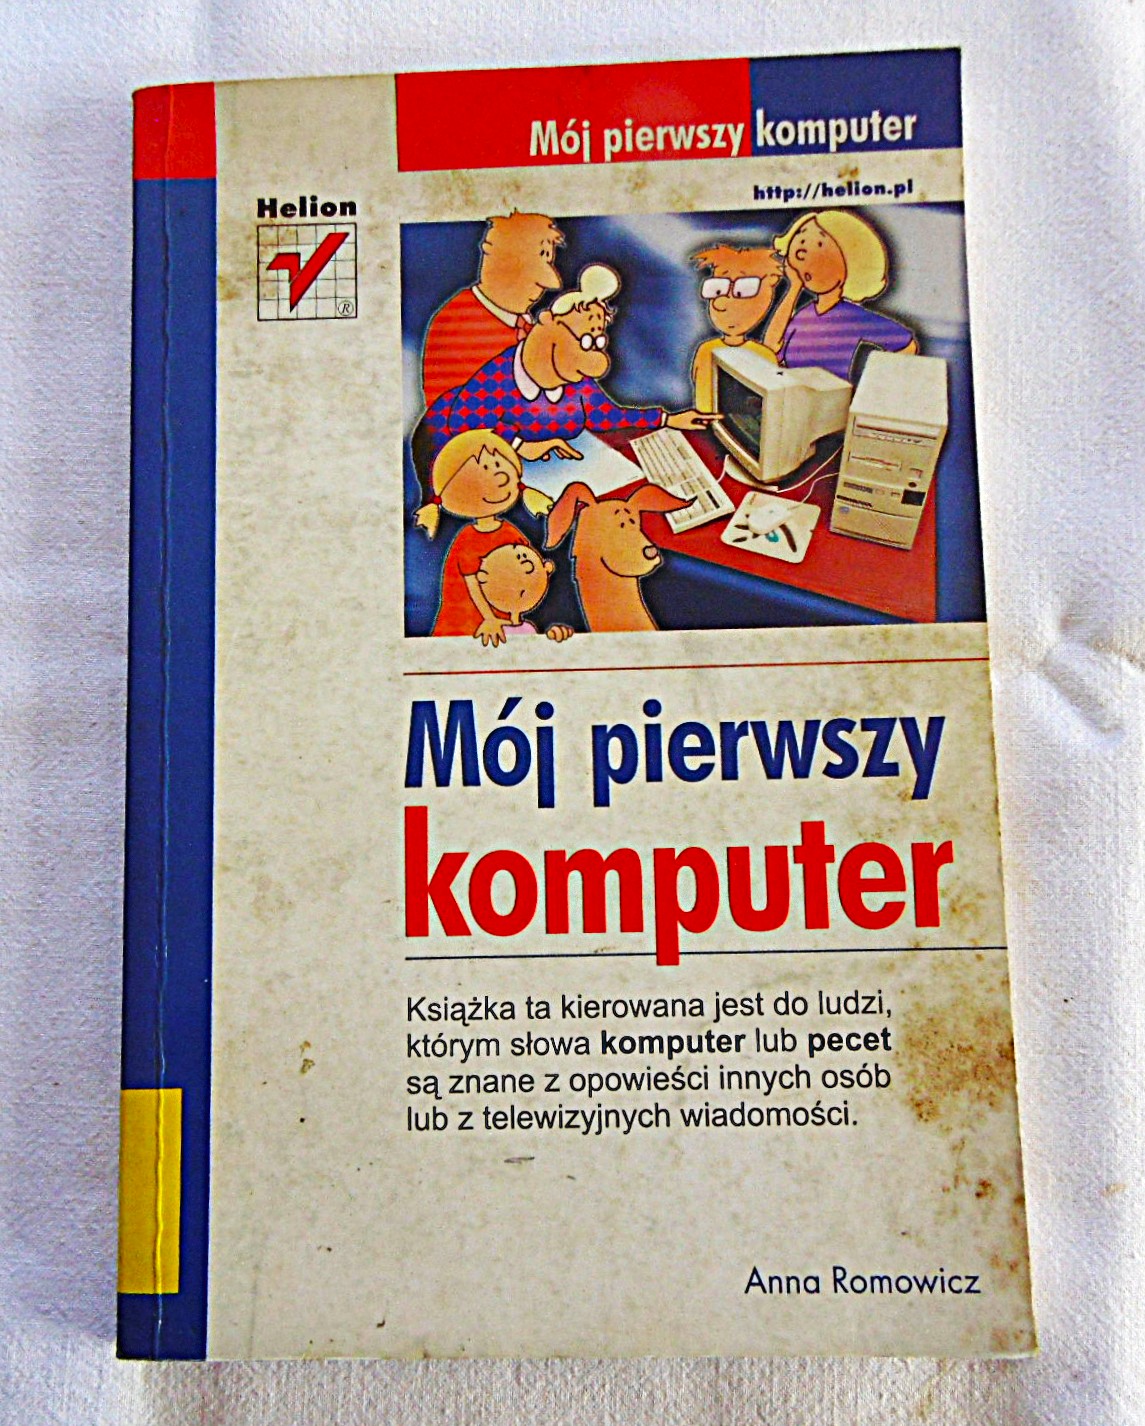 Mój pierwszy komputer
http://helion.pl
Helion
®
Mój pierwszy
komputer
Książka ta kierowana jest do ludzi,
którym słowa komputer lub pecet
są znane z opowieści innych osób
lub z telewizyjnych wiadomości.
Anna Romowicz